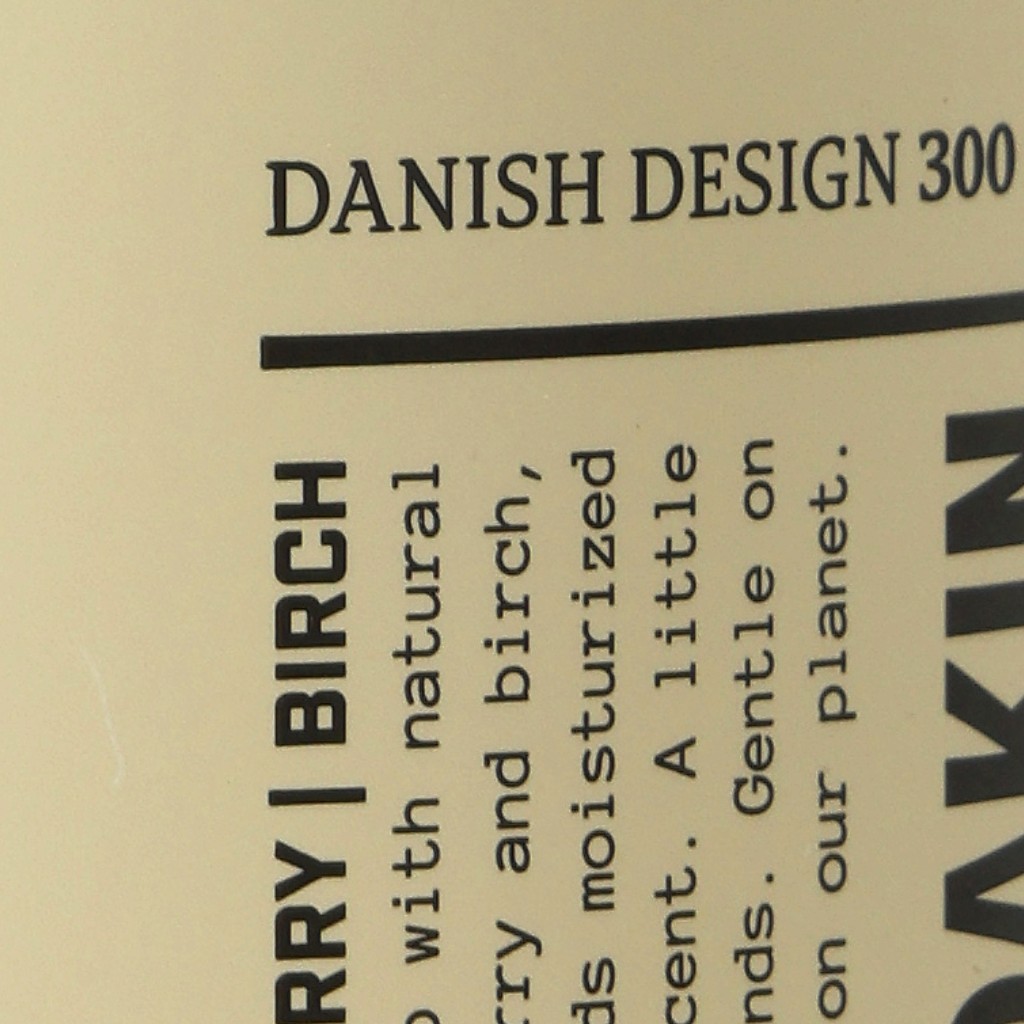 DANISH DESIGN 300
RRY | BIRCH
with natural
rry and birch,
ds moisturized
cent. A little
nds. Gentle on
on our planet.
AKIN